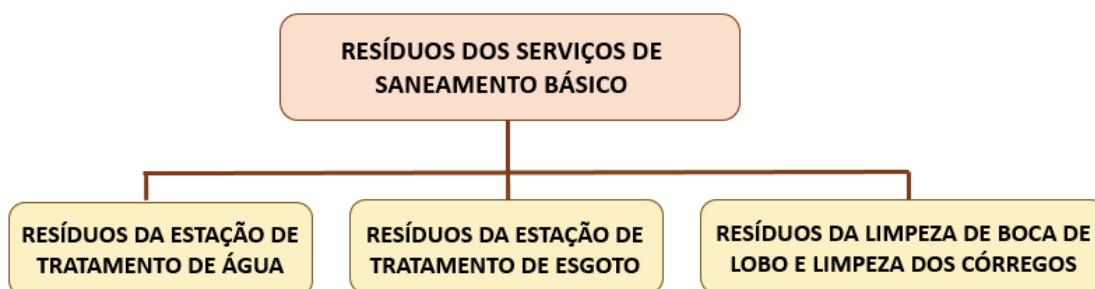 RESÍDUOS DOS SERVIÇOS DE
SANEAMENTO BÁSICO
RESÍDUOS DA ESTAÇÃO DE
TRATAMENTO DE ÁGUA
RESÍDUOS DA ESTAÇÃO DE
TRATAMENTO DE ESGOTO
RESÍDUOS DA LIMPEZA DE BOCA DE
LOBO E LIMPEZA DOS CÓRREGOS